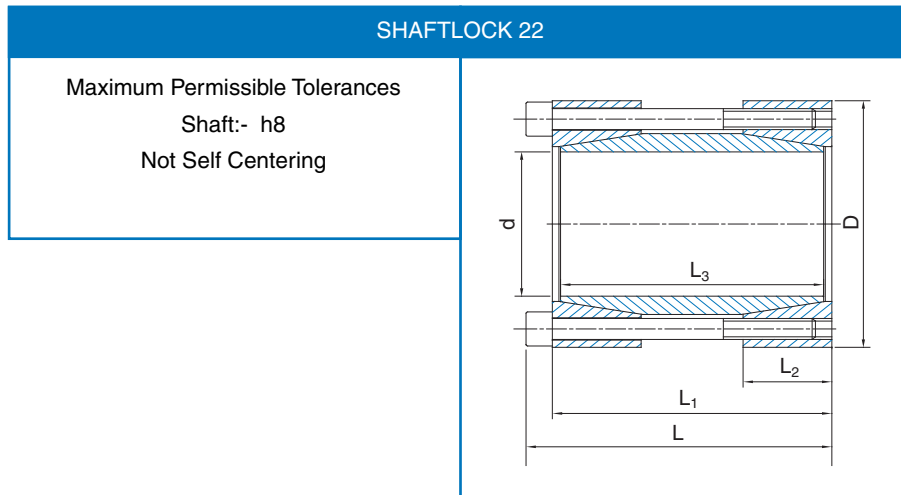 SHAFTLOCK 22
Maximum Permissible Tolerances
Shaft:- h8
Not Self Centering
d
D
L₃
L₂
L₁
L